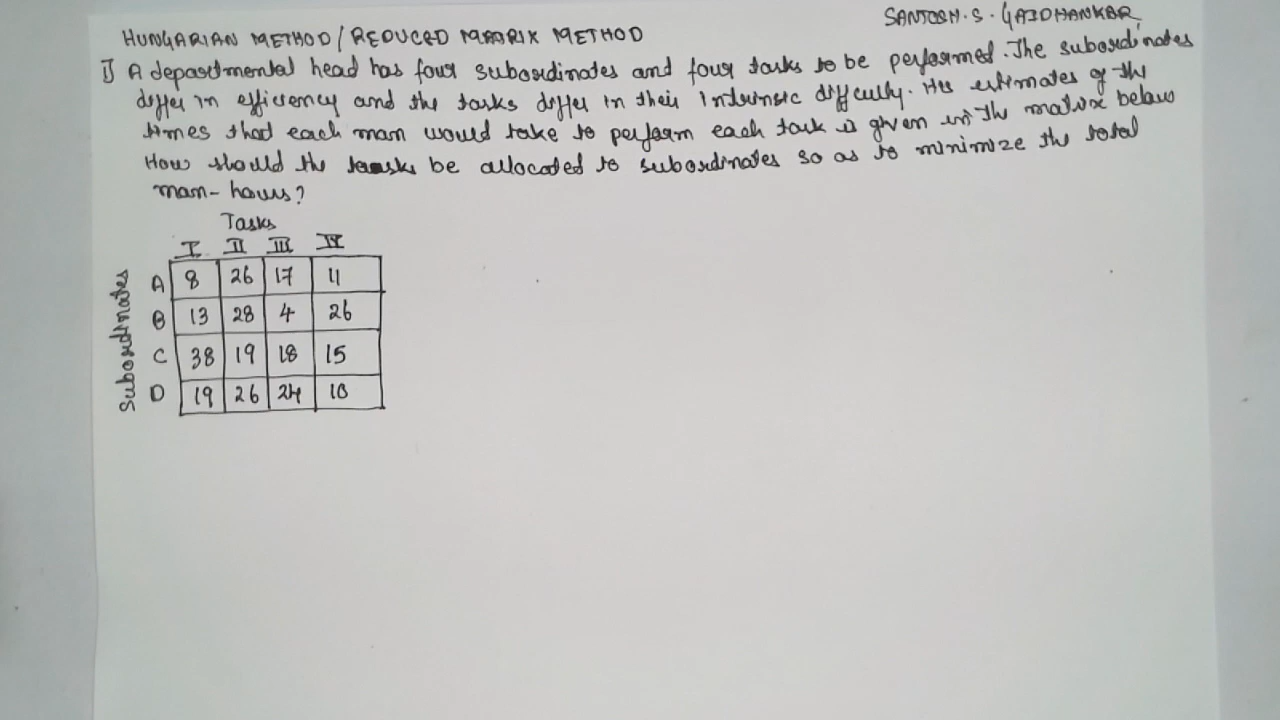 SANTOSH.S. GAIDHANKAR
HUNGARIAN METHOD / REDUCED MATRIX METHOD
1] A departmental head has four subordinates and four tasks to be performed. The subordinates
differ in efficiency and the tasks differ in their intrinsic difficulty. His estimates of the
times that each man would take to perform each task is given in the matrix below
How should the tasks be allocated to subordinates so as to minimize the total
man-hours?
Tasks
I II III IV
Subordinates
A 8 26 17 11
B 13 28 4 26
C 38 19 18 15
D 19 26 24 10